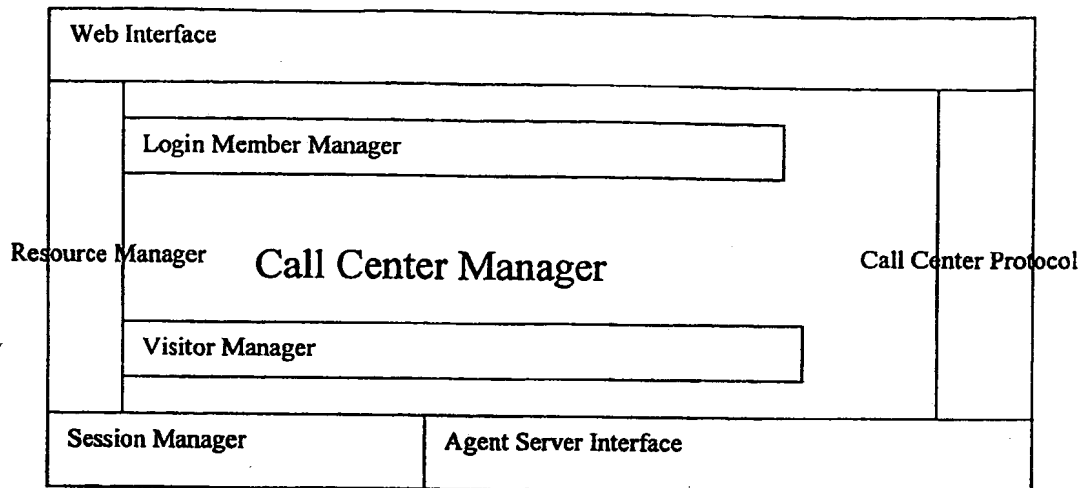 Web Interface
Login Member Manager
Resource Manager
Call Center Manager
Call Center Protocol
Visitor Manager
Session Manager
Agent Server Interface